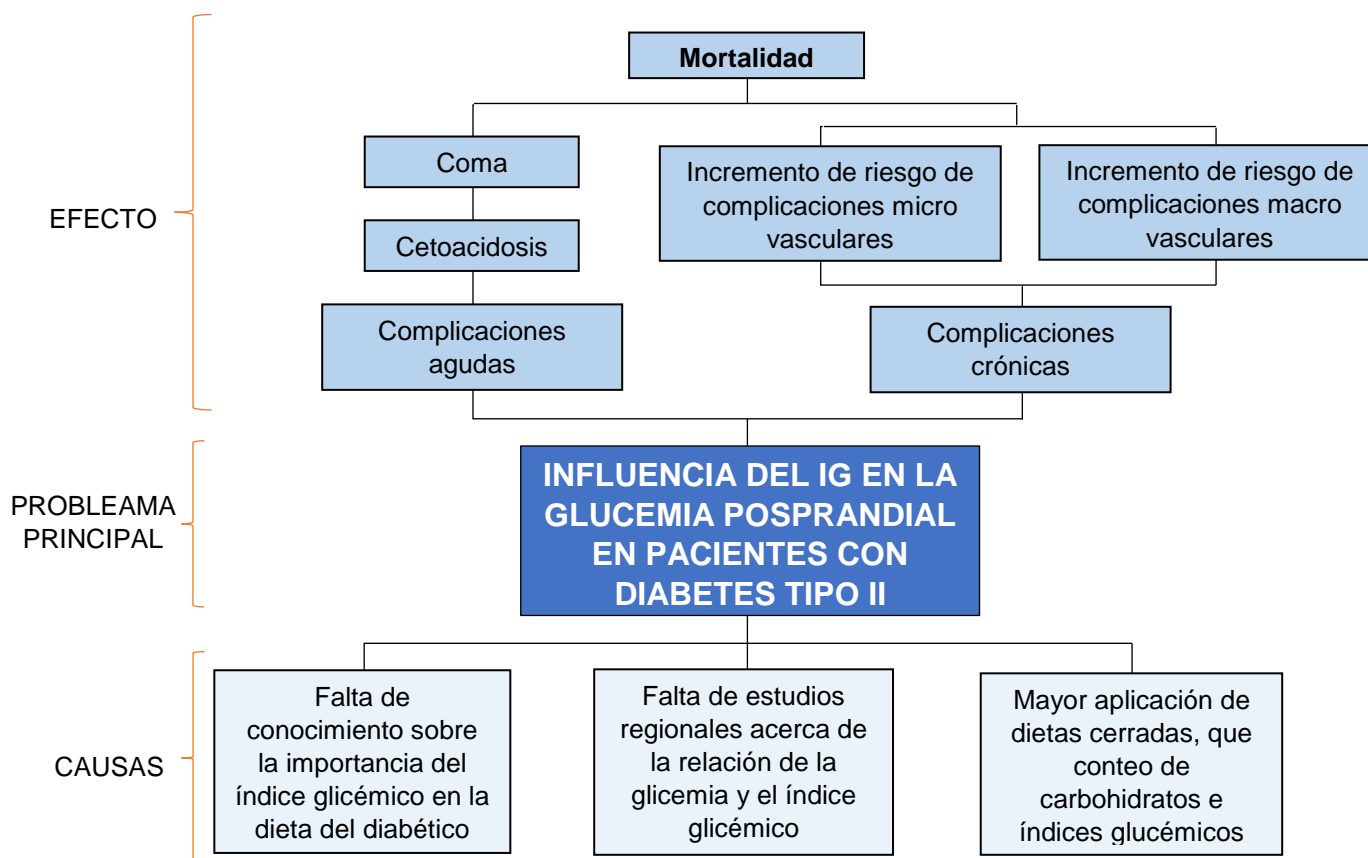 Mortalidad
Coma
Incremento de riesgo de
complicaciones micro
vasculares
Incremento de riesgo de
complicaciones macro
vasculares
EFECTO
Cetoacidosis
Complicaciones
agudas
Complicaciones
crónicas
PROBLEAMA
PRINCIPAL
INFLUENCIA DEL IG EN LA
GLUCEMIA POSPRANDIAL
EN PACIENTES CON
DIABETES TIPO II
CAUSAS
Falta de
conocimiento sobre
la importancia del
índice glicémico en la
dieta del diabético
Falta de estudios
regionales acerca de
la relación de la
glicemia y el índice
glicémico
Mayor aplicación de
dietas cerradas, que
conteo de
carbohidratos e
índices glucémicos